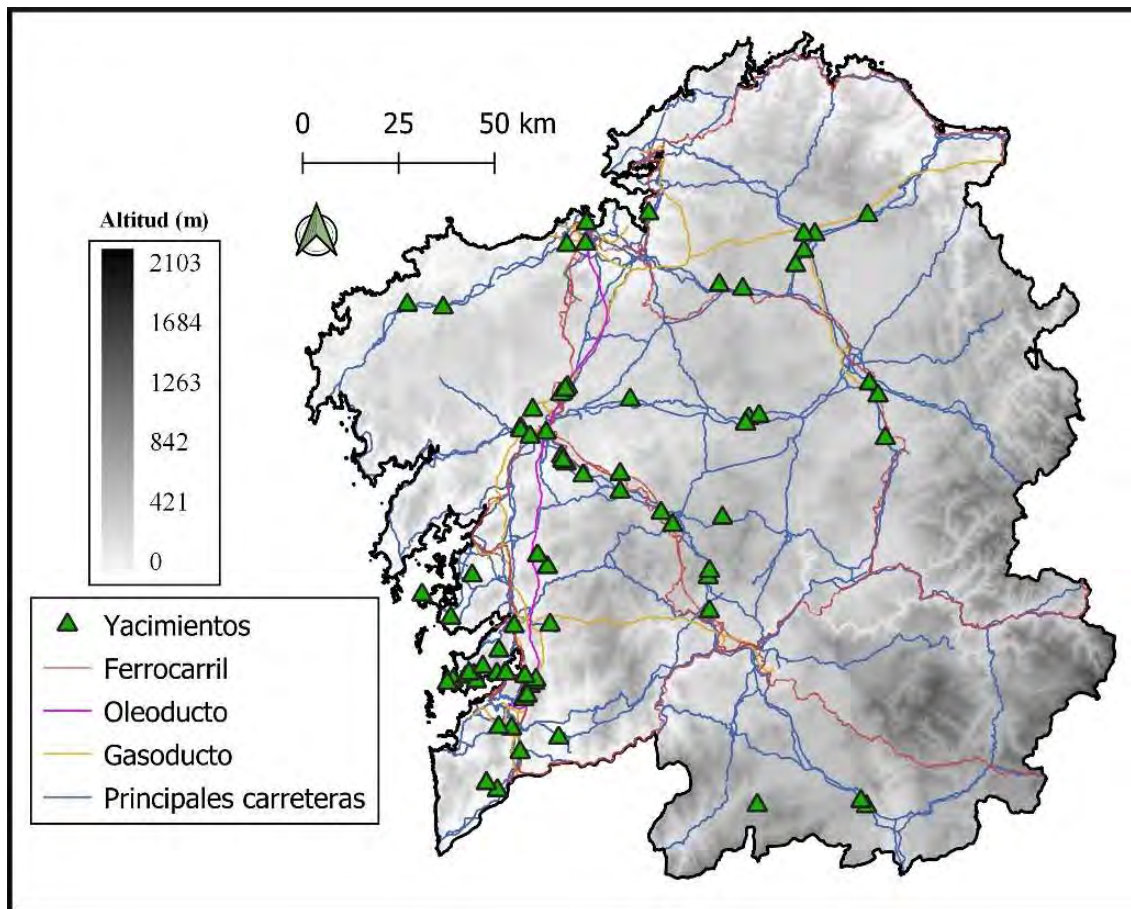 0 25 50 km
Altitud (m)
2103
1684
1263
842
421
0
Yacimientos
Ferrocarril
Oleoducto
Gasoducto
Principales carreteras